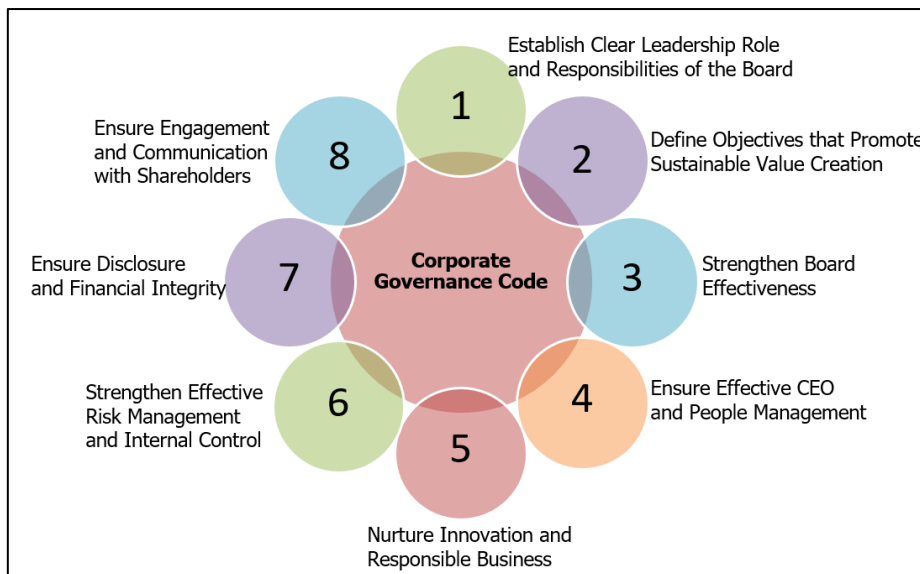 1
Establish Clear Leadership Role
and Responsibilities of the Board
2
Define Objectives that Promote
Sustainable Value Creation
3
Strengthen Board
Effectiveness
4
Ensure Effective CEO
and People Management
5
Nurture Innovation and
Responsible Business
6
Strengthen Effective
Risk Management
and Internal Control
7
Ensure Disclosure
and Financial Integrity
8
Ensure Engagement
and Communication
with Shareholders
Corporate
Governance Code